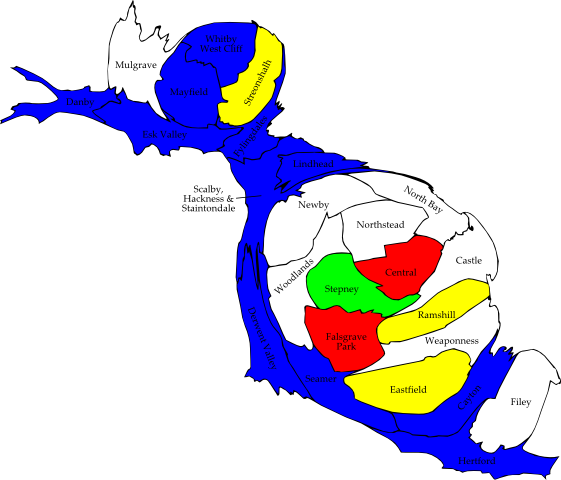 Whitby
West Cliff
Mulgrave
Streonshalh
Mayfield
Danby
Esk Valley
Fylingdales
Lindhead
Scalby,
Hackness &
Staintondale
Newby
North Bay
Northstead
Castle
Woodlands
Central
Stepney
Ramshill
Derwent Valley
Falsgrave
Park
Weaponness
Seamer
Eastfield
Cayton
Filey
Hertford